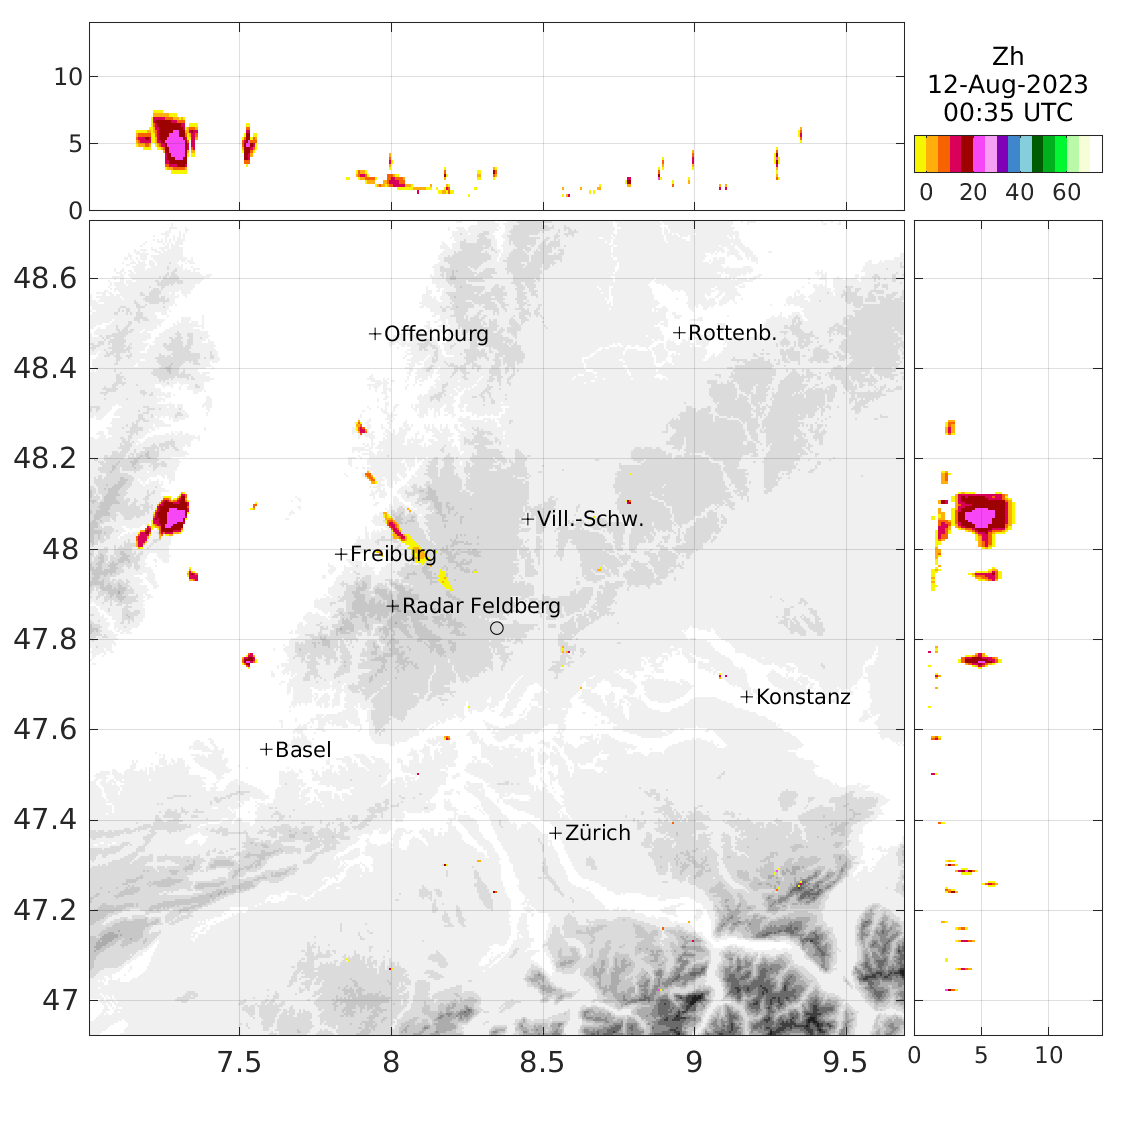 Zh
12-Aug-2023
00:35 UTC
0 20 40 60
10
5
0
48.6
48.4
48.2
48
47.8
47.6
47.4
47.2
47
Offenburg
Rottenb.
Vill.-Schw.
Freiburg
Radar Feldberg
Konstanz
Basel
Zürich
7.5 8 8.5 9 9.5
0 5 10